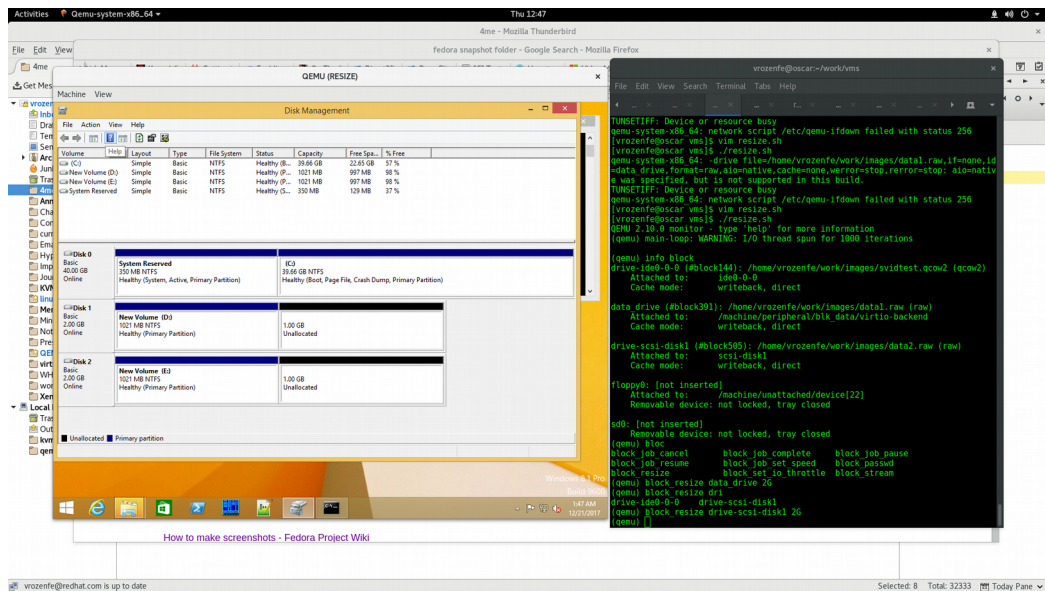 Activities Qemu-system-x86_64 Thu 12:47
4me - Mozilla Thunderbird
File Edit View
fedora snapshot folder - Google Search - Mozilla Firefox
4me
Get Mes
QEMU (RESIZE)
Machine View
Disk Management
File Action View Help
Help
Volume Layout Type File System Status Capacity Free Spa... % Free
(C:) Simple Basic NTFS Healthy (B... 39.66 GB 22.65 GB 57 %
New Volume (D:) Simple Basic NTFS Healthy (P... 1021 MB 997 MB 98 %
New Volume (E:) Simple Basic NTFS Healthy (P... 1021 MB 997 MB 98 %
System Reserved Simple Basic NTFS Healthy (S... 350 MB 129 MB 37 %
Disk 0
Basic
40.00 GB
Online
System Reserved
350 MB NTFS
Healthy (System, Active, Primary Partition)
(C:)
39.66 GB NTFS
Healthy (Boot, Page File, Crash Dump, Primary Partition)
Disk 1
Basic
2.00 GB
Online
New Volume (D:)
1021 MB NTFS
Healthy (Primary Partition)
1.00 GB
Unallocated
Disk 2
Basic
2.00 GB
Online
New Volume (E:)
1021 MB NTFS
Healthy (Primary Partition)
1.00 GB
Unallocated
Unallocated Primary partition
Windows 8.1 Pro
Build 9600
1:47 AM
12/21/2017
vrozenfe@oscar:~/work/vms
File Edit View Search Terminal Tabs Help
TUNSETIFF: Device or resource busy
qemu-system-x86_64: network script /etc/qemu-ifdown failed with status 256
[vrozenfe@oscar vms]$ vim resize.sh
[vrozenfe@oscar vms]$ ./resize.sh
qemu-system-x86_64: -drive file=/home/vrozenfe/work/images/data1.raw,if=none,id
=data_drive,format=raw,aio=native,cache=none,werror=stop,rerror=stop: aio=nativ
e was specified, but is not supported in this build.
TUNSETIFF: Device or resource busy
qemu-system-x86_64: network script /etc/qemu-ifdown failed with status 256
[vrozenfe@oscar vms]$ vim resize.sh
[vrozenfe@oscar vms]$ ./resize.sh
QEMU 2.10.0 monitor - type 'help' for more information
(qemu) main-loop: WARNING: I/O thread spun for 1000 iterations
(qemu) info block
drive-ide0-0-0 (#block144): /home/vrozenfe/work/images/svidtest.qcow2 (qcow2)
Attached to: ide0-0-0
Cache mode: writeback, direct
data_drive (#block391): /home/vrozenfe/work/images/data1.raw (raw)
Attached to: /machine/peripheral/blk_data/virtio-backend
Cache mode: writeback, direct
drive-scsi-disk1 (#block505): /home/vrozenfe/work/images/data2.raw (raw)
Attached to: scsi-disk1
Cache mode: writeback, direct
floppy0: [not inserted]
Attached to: /machine/unattached/device[22]
Removable device: not locked, tray closed
sd0: [not inserted]
Removable device: not locked, tray closed
(qemu) bloc
block_job_cancel block_job_complete block_job_pause
block_job_resume block_job_set_speed block_passwd
block_resize block_set_io_throttle block_stream
(qemu) block_resize data_drive 2G
(qemu) block_resize dri
drive-ide0-0-0 drive-scsi-disk1
(qemu) block_resize drive-scsi-disk1 2G
(qemu)
How to make screenshots - Fedora Project Wiki
vrozenfe@redhat.com is up to date
Selected: 8 Total: 32333 Today Pane